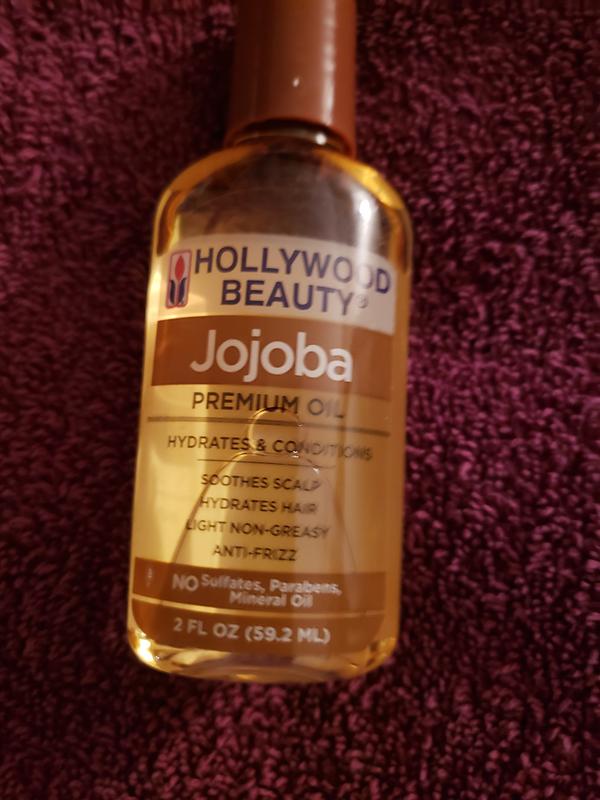 HOLLYWOOD
BEAUTY®
Jojoba
PREMIUM OIL
HYDRATES & CONDITIONS
SOOTHES SCALP
HYDRATES HAIR
LIGHT NON-GREASY
ANTI-FRIZZ
NO Sulfates, Parabens,
Mineral Oil
2 FL OZ (59.2 ML)